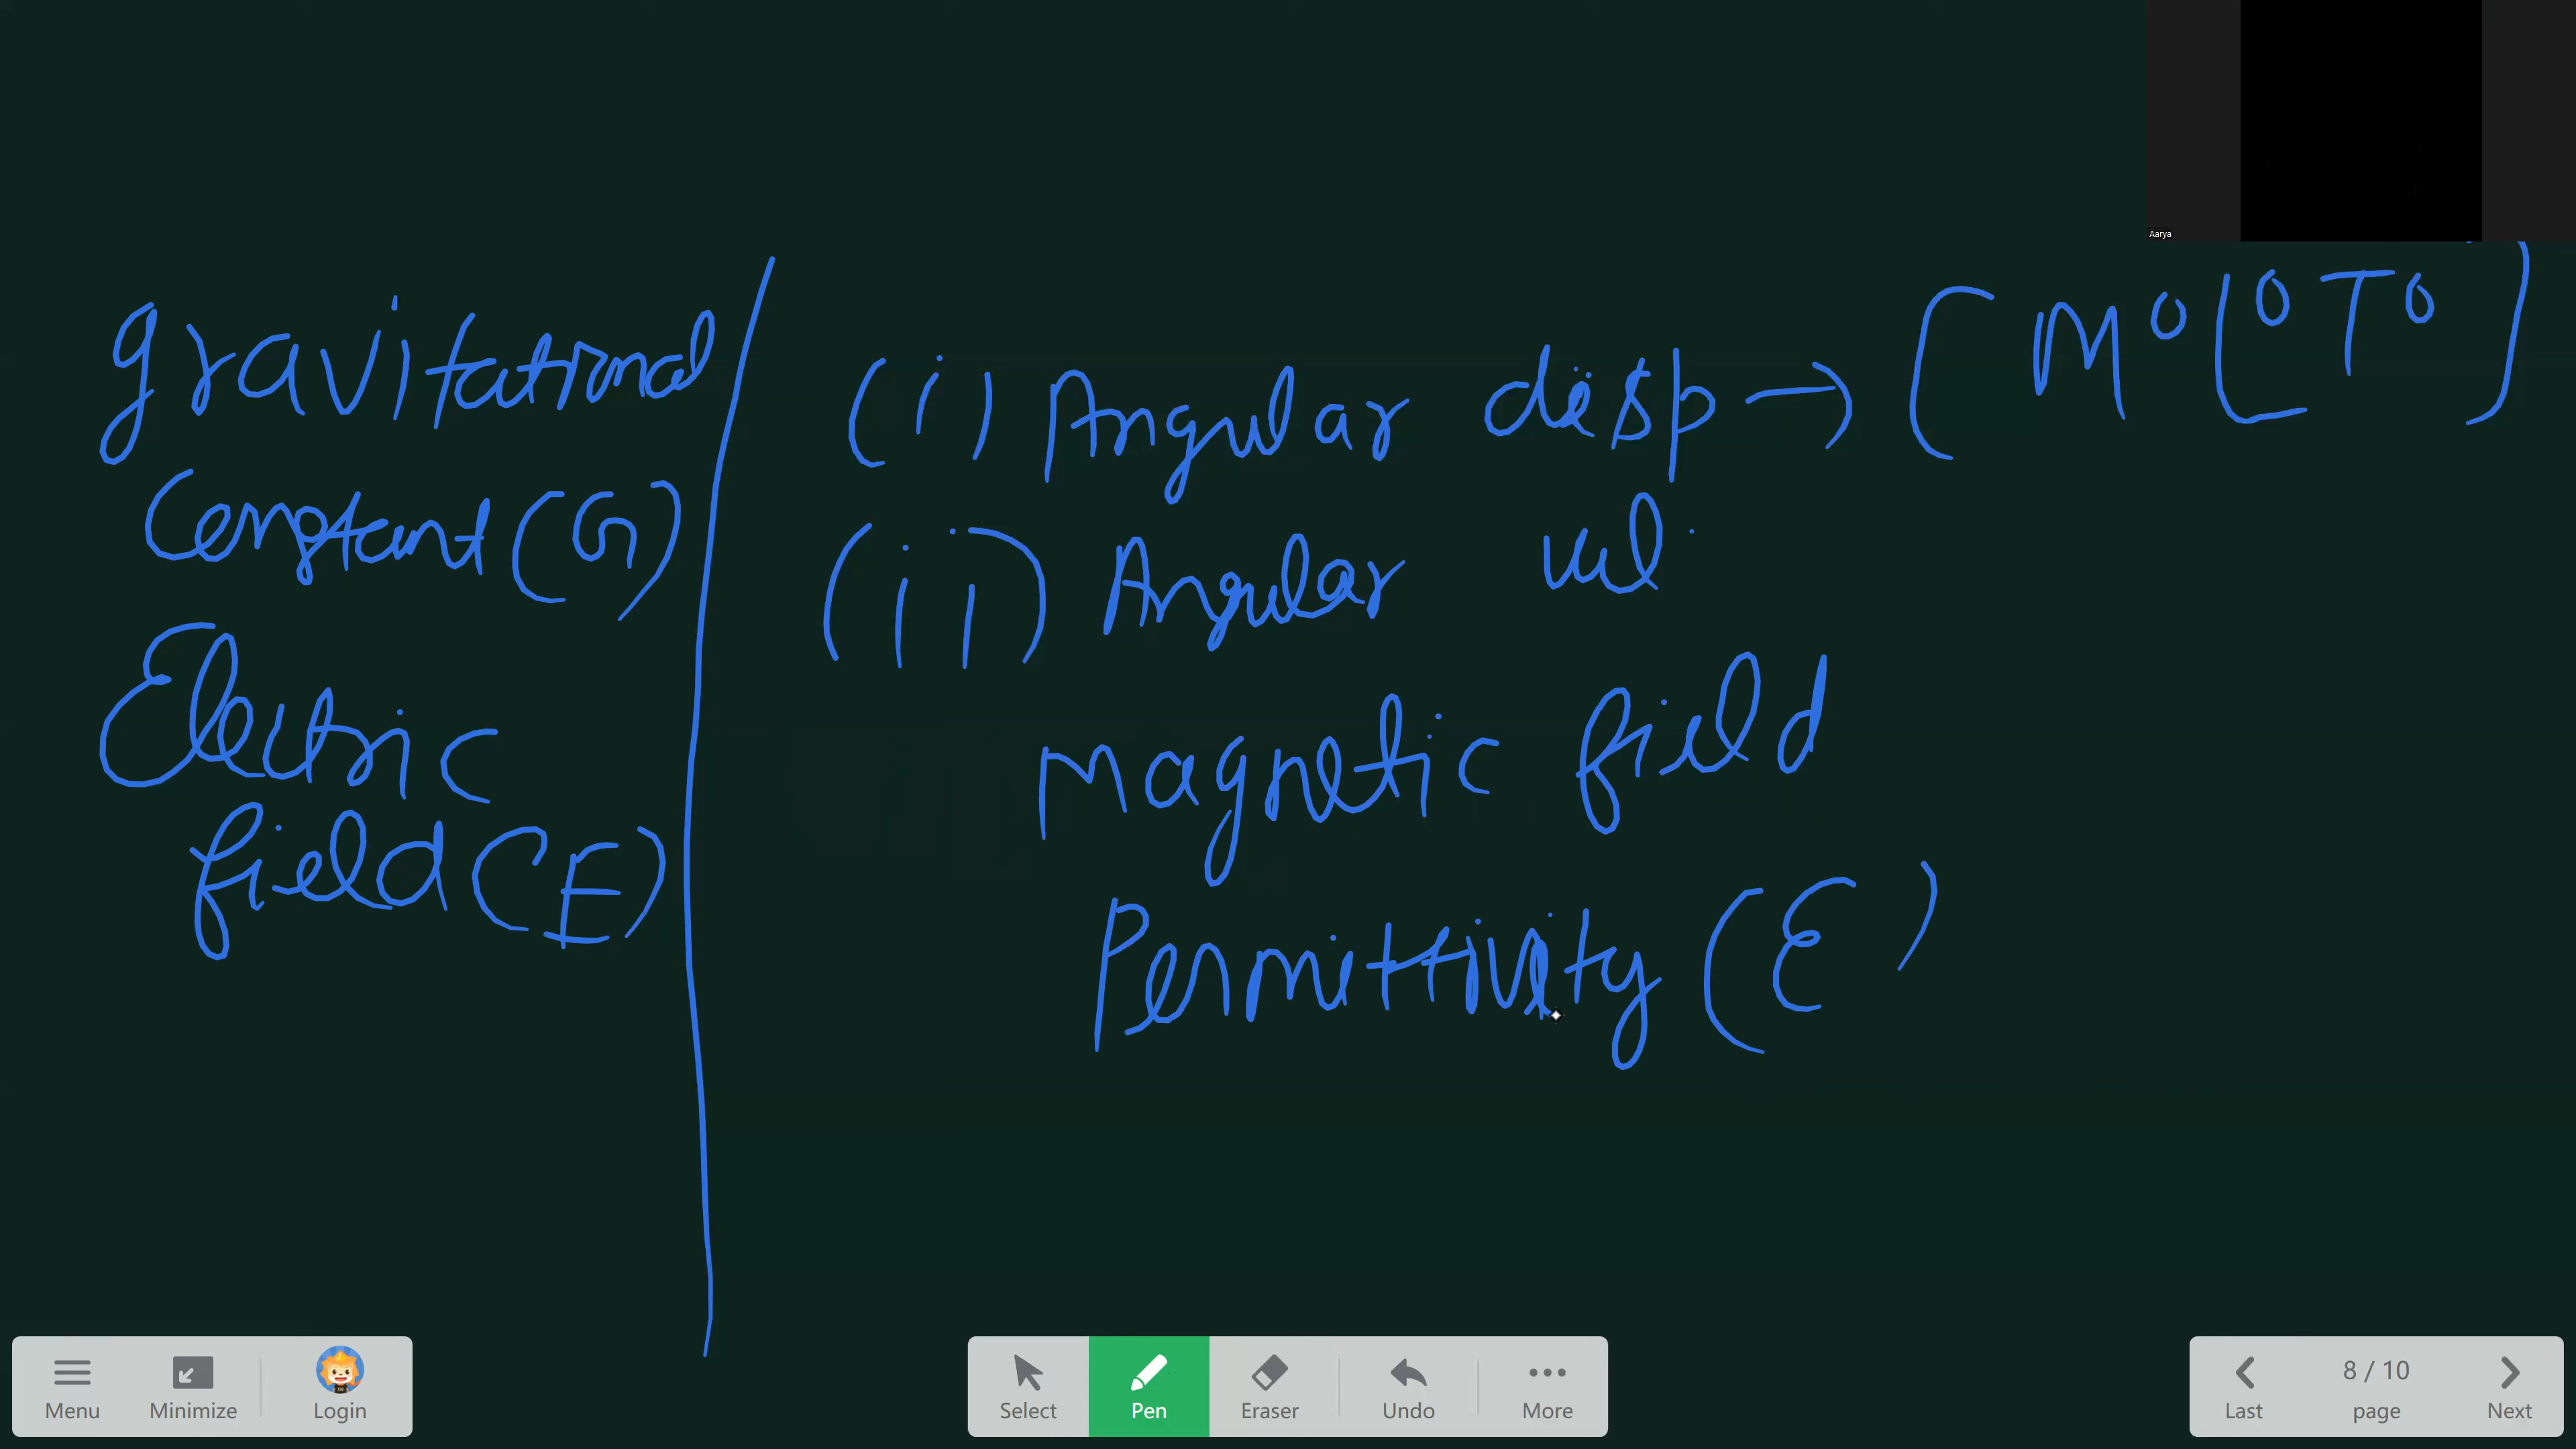 Aarya
gravitational
Constant (G)
Electric
field (E)
(i) Angular disp → [M⁰L⁰T⁰]
(ii) Angular vel.
Magnetic field
Permittivity (ε)
Menu
Minimize
Login
Select
Pen
Eraser
Undo
More
Last
8 / 10
page
Next